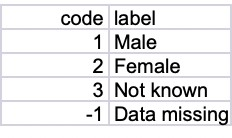 code label
1 Male
2 Female
3 Not known
-1 Data missing